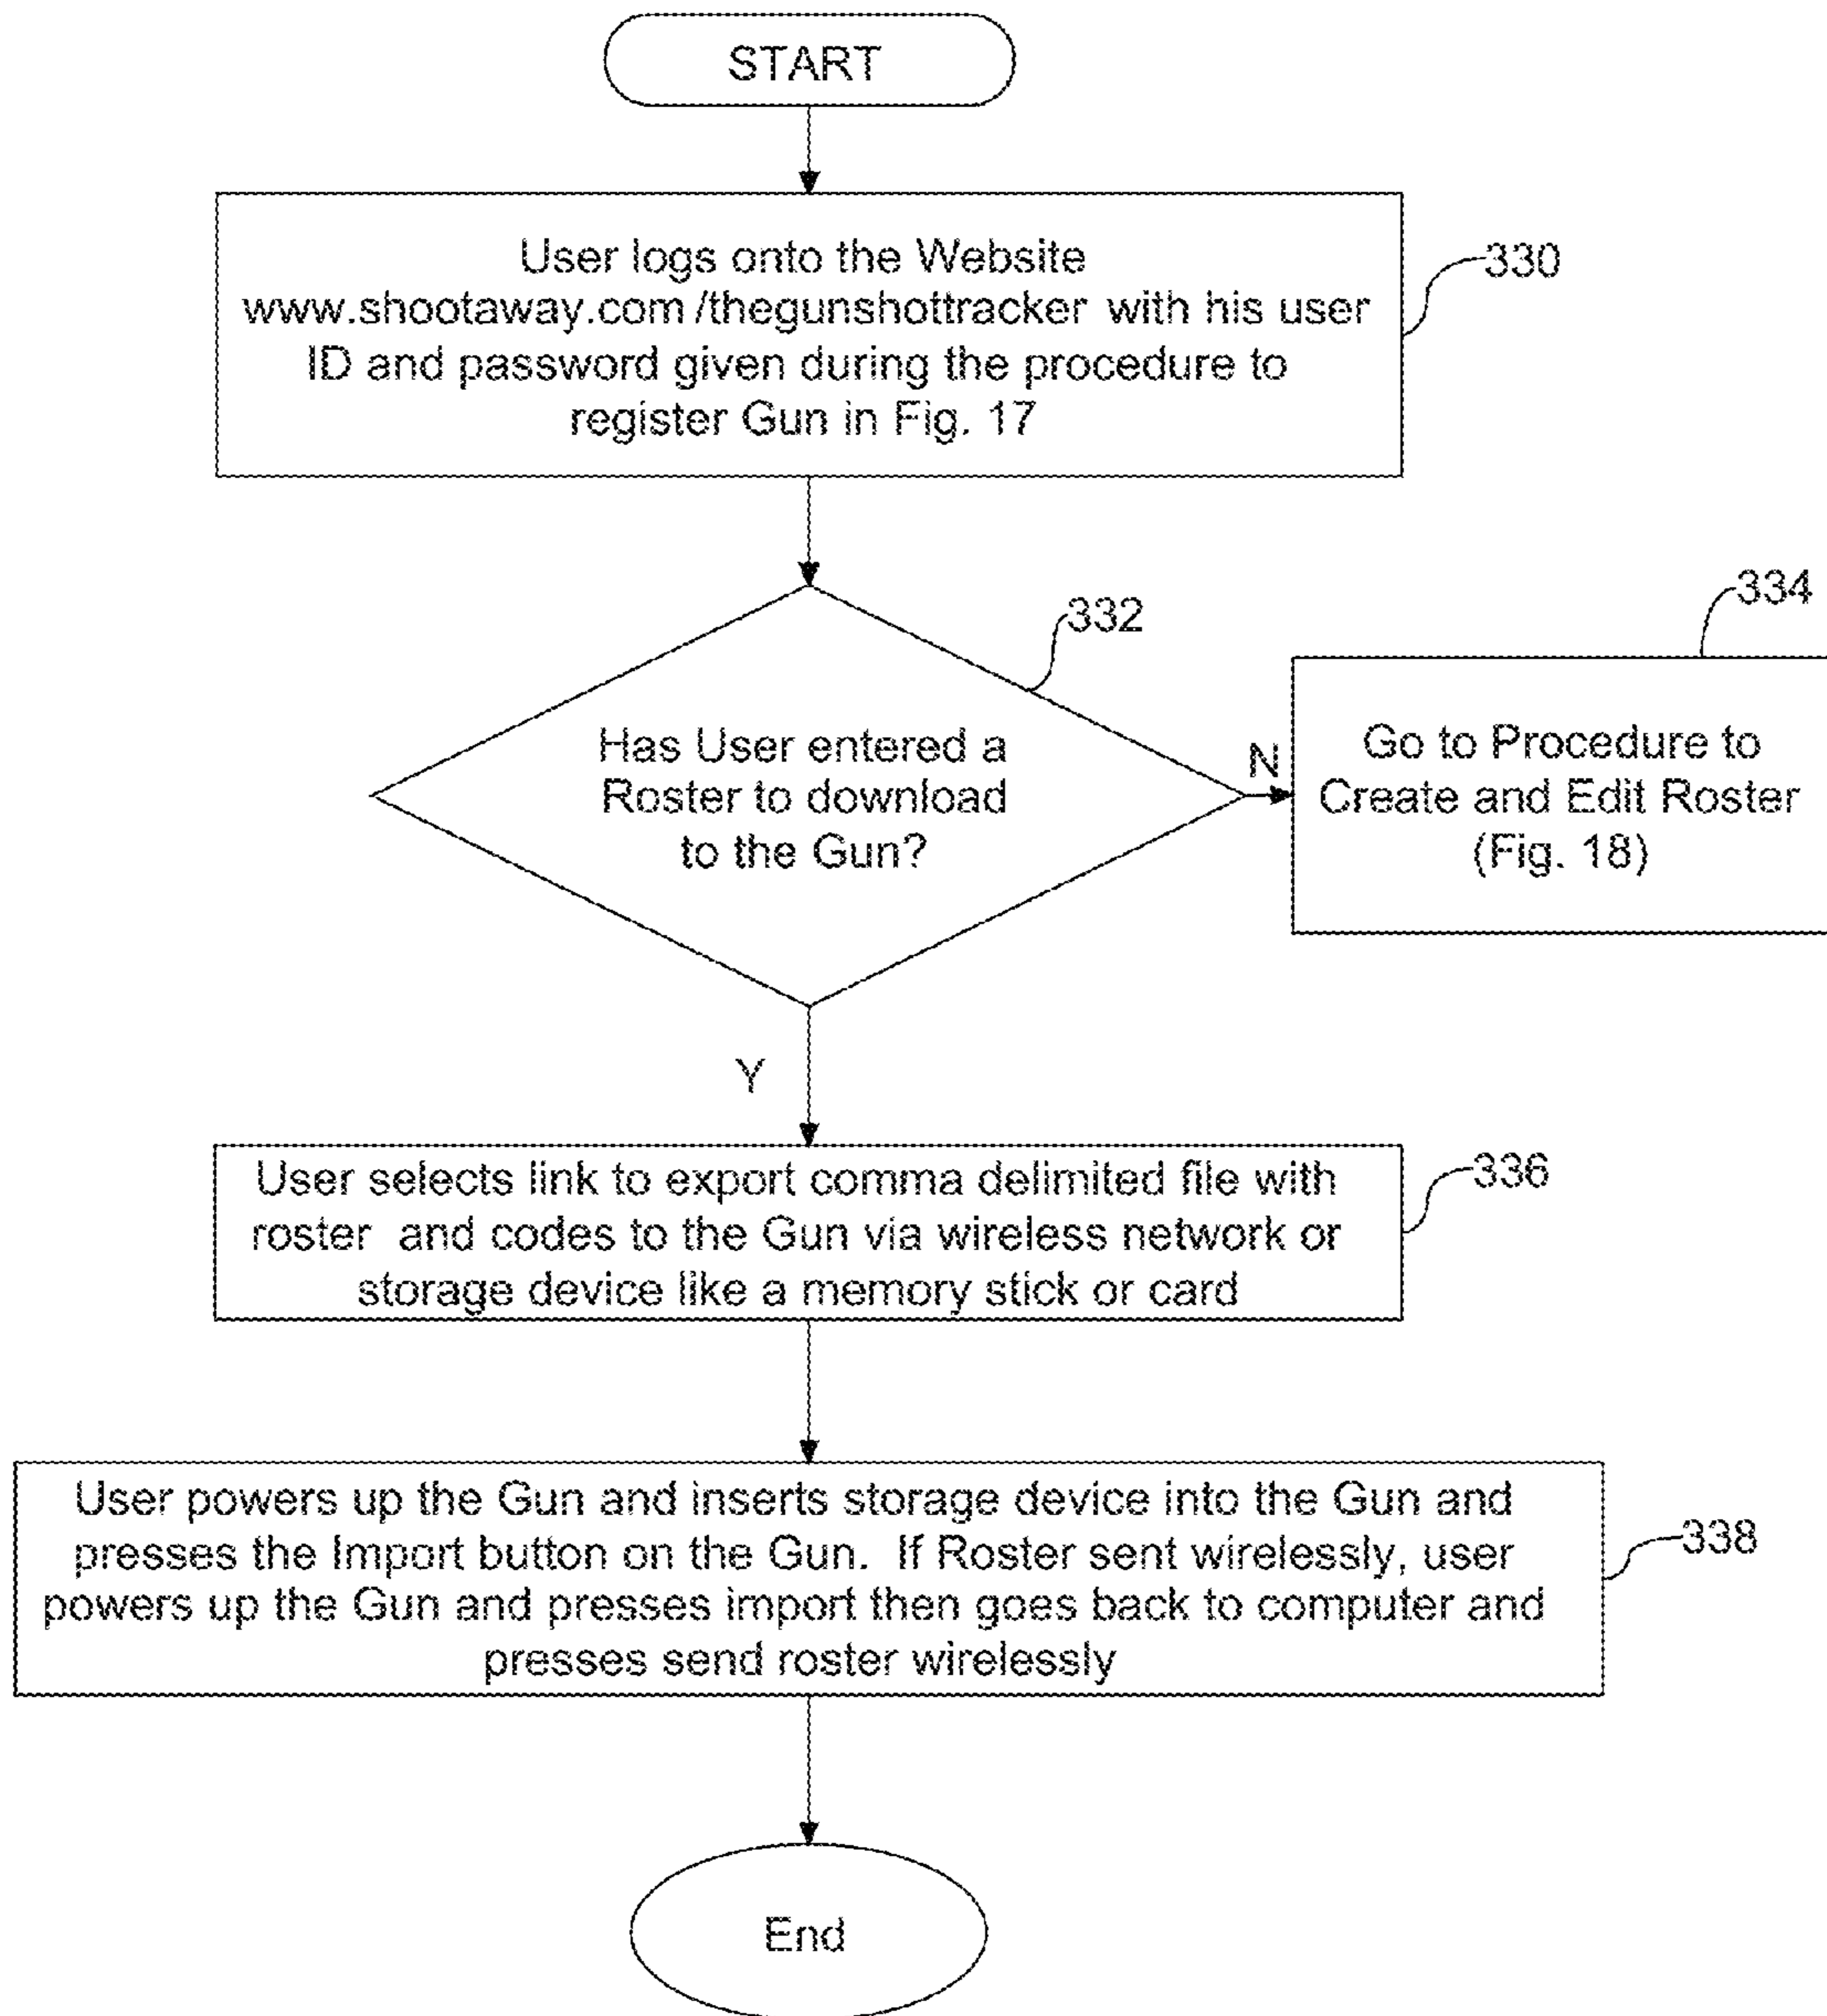 START
User logs onto the Website
www.shootaway.com /thegunshottracker with his user
ID and password given during the procedure to
register Gun in Fig. 17
330
332
334
Has User entered a
Roster to download
to the Gun?
N
Go to Procedure to
Create and Edit Roster
(Fig. 18)
Y
User selects link to export comma delimited file with
roster and codes to the Gun via wireless network or
storage device like a memory stick or card
336
User powers up the Gun and inserts storage device into the Gun and
presses the Import button on the Gun. If Roster sent wirelessly, user
powers up the Gun and presses import then goes back to computer and
presses send roster wirelessly
338
End